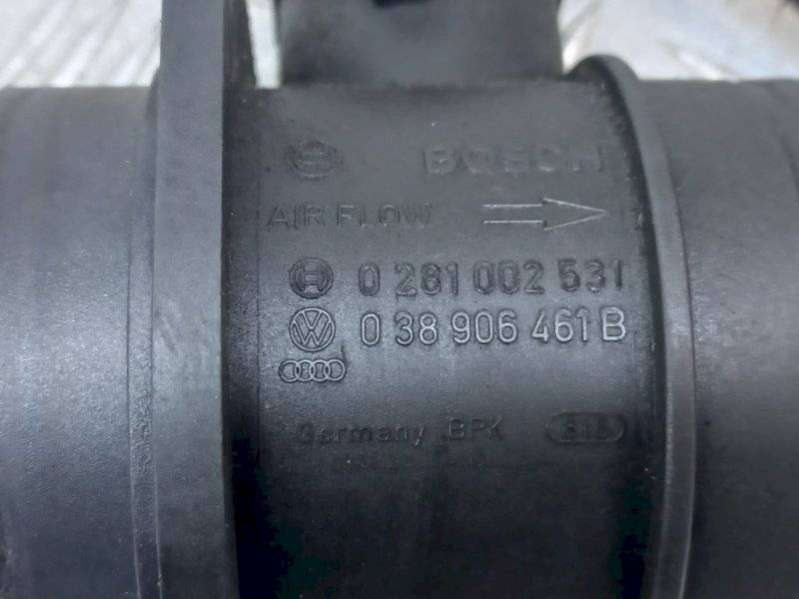 BOSCH
AIR FLOW
0 281 002 531
038 906 461 B
Germany BPK